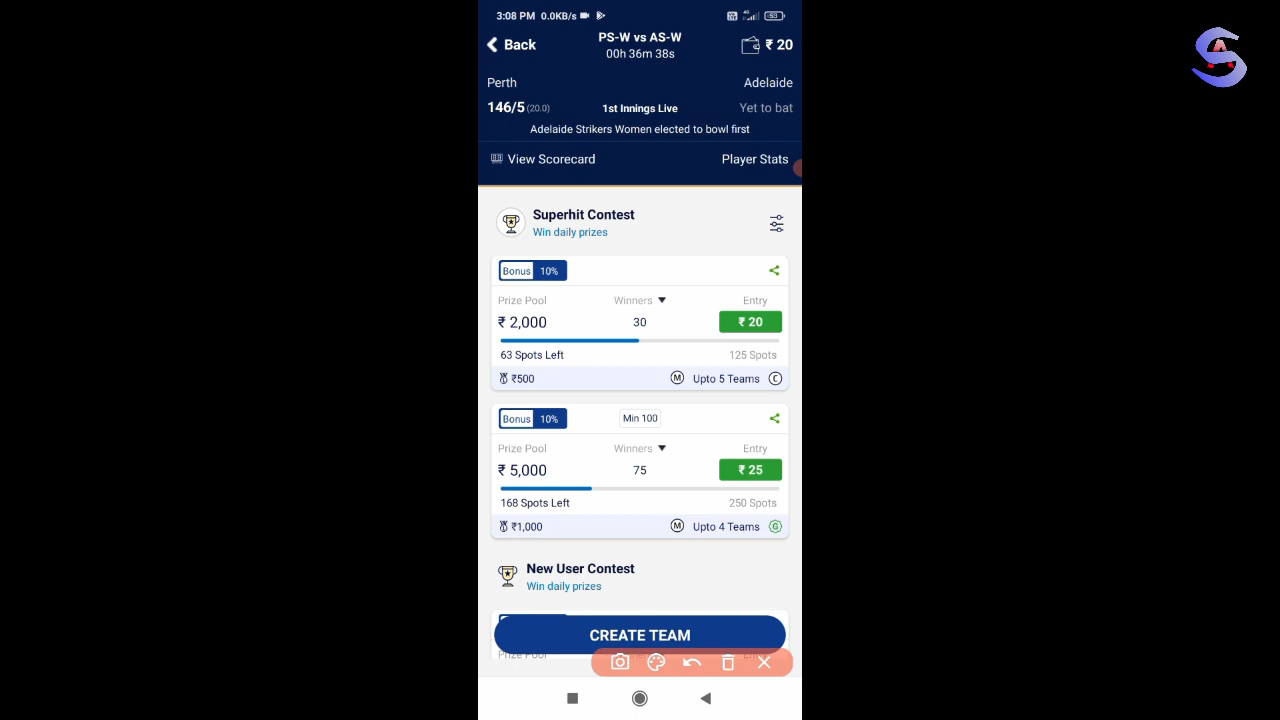 3:08 PM 0.0KB/s 4G 53
Back PS-W vs AS-W ₹ 20
00h 36m 38s
Perth Adelaide
146/5 (20.0) 1st Innings Live Yet to bat
Adelaide Strikers Women elected to bowl first
View Scorecard Player Stats
Superhit Contest
Win daily prizes
Bonus 10%
Prize Pool Winners Entry
₹ 2,000 30 ₹ 20
63 Spots Left 125 Spots
₹500 M Upto 5 Teams C
Bonus 10% Min 100
Prize Pool Winners Entry
₹ 5,000 75 ₹ 25
168 Spots Left 250 Spots
₹1,000 M Upto 4 Teams G
New User Contest
Win daily prizes
CREATE TEAM
Prize Pool